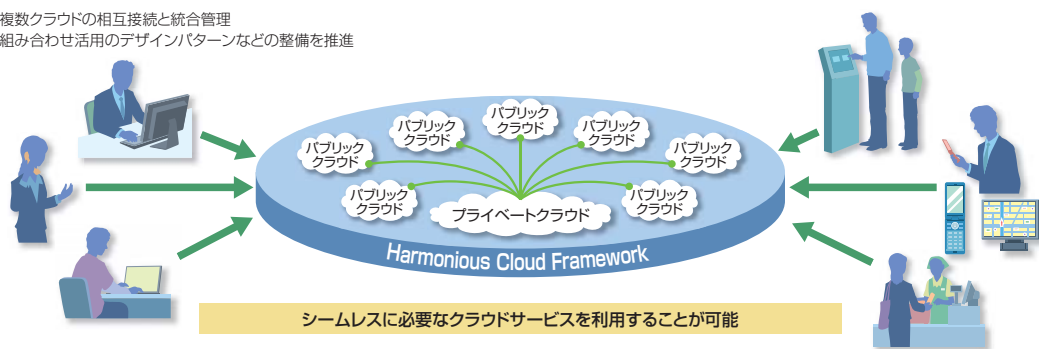 複数クラウドの相互接続と統合管理
組み合わせ活用のデザインパターンなどの整備を推進
パブリック
クラウド
パブリック
クラウド
パブリック
クラウド
パブリック
クラウド
パブリック
クラウド
パブリック
クラウド
パブリック
クラウド
プライベートクラウド
Harmonious Cloud Framework
シームレスに必要なクラウドサービスを利用することが可能